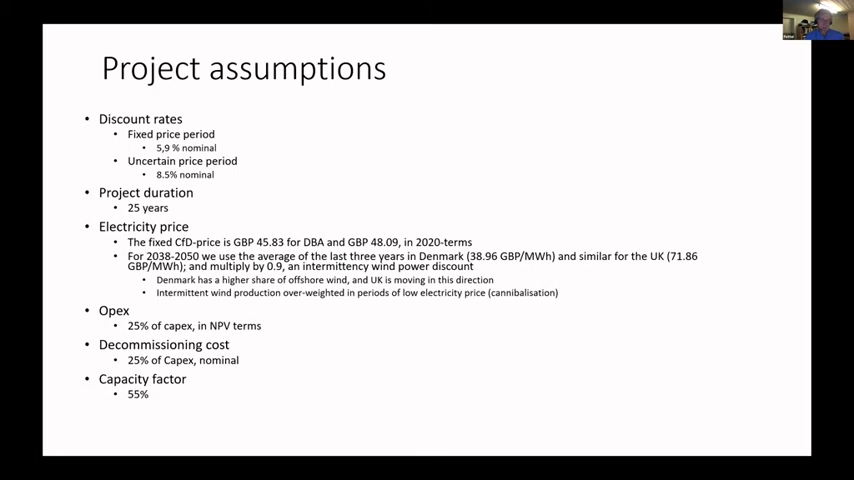 Project assumptions
• Discount rates
• Fixed price period
• 5,9 % nominal
• Uncertain price period
• 8.5% nominal
• Project duration
• 25 years
• Electricity price
• The fixed CfD-price is GBP 45.83 for DBA and GBP 48.09, in 2020-terms
• For 2038-2050 we use the average of the last three years in Denmark (38.96 GBP/MWh) and similar for the UK (71.86
GBP/MWh); and multiply by 0.9, an intermittency wind power discount
• Denmark has a higher share of offshore wind, and UK is moving in this direction
• Intermittent wind production over-weighted in periods of low electricity price (cannibalisation)
• Opex
• 25% of capex, in NPV terms
• Decommissioning cost
• 25% of Capex, nominal
• Capacity factor
• 55%